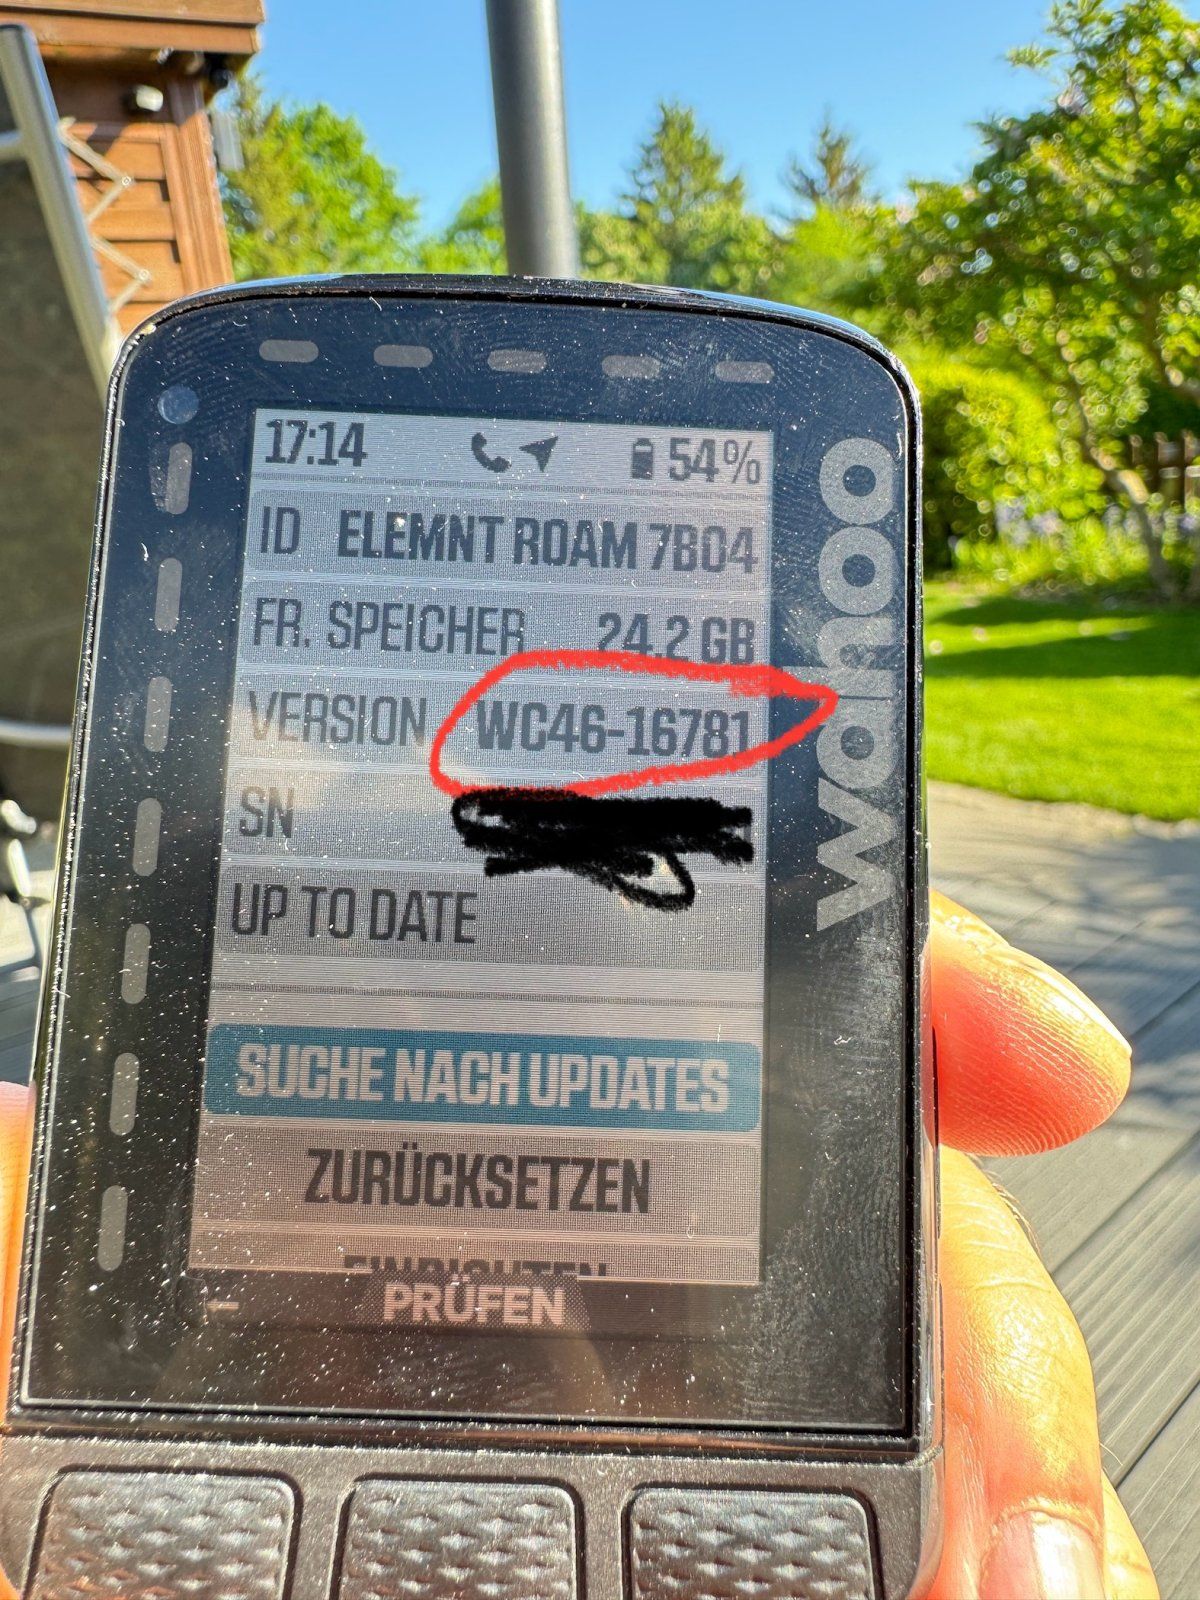 17:14 54%
ID ELEMNT ROAM 7B04
FR. SPEICHER 24.2 GB
VERSION WC46-16781
SN
UP TO DATE
SUCHE NACH UPDATES
ZURÜCKSETZEN
EINRICHTEN
PRÜFEN
wahoo